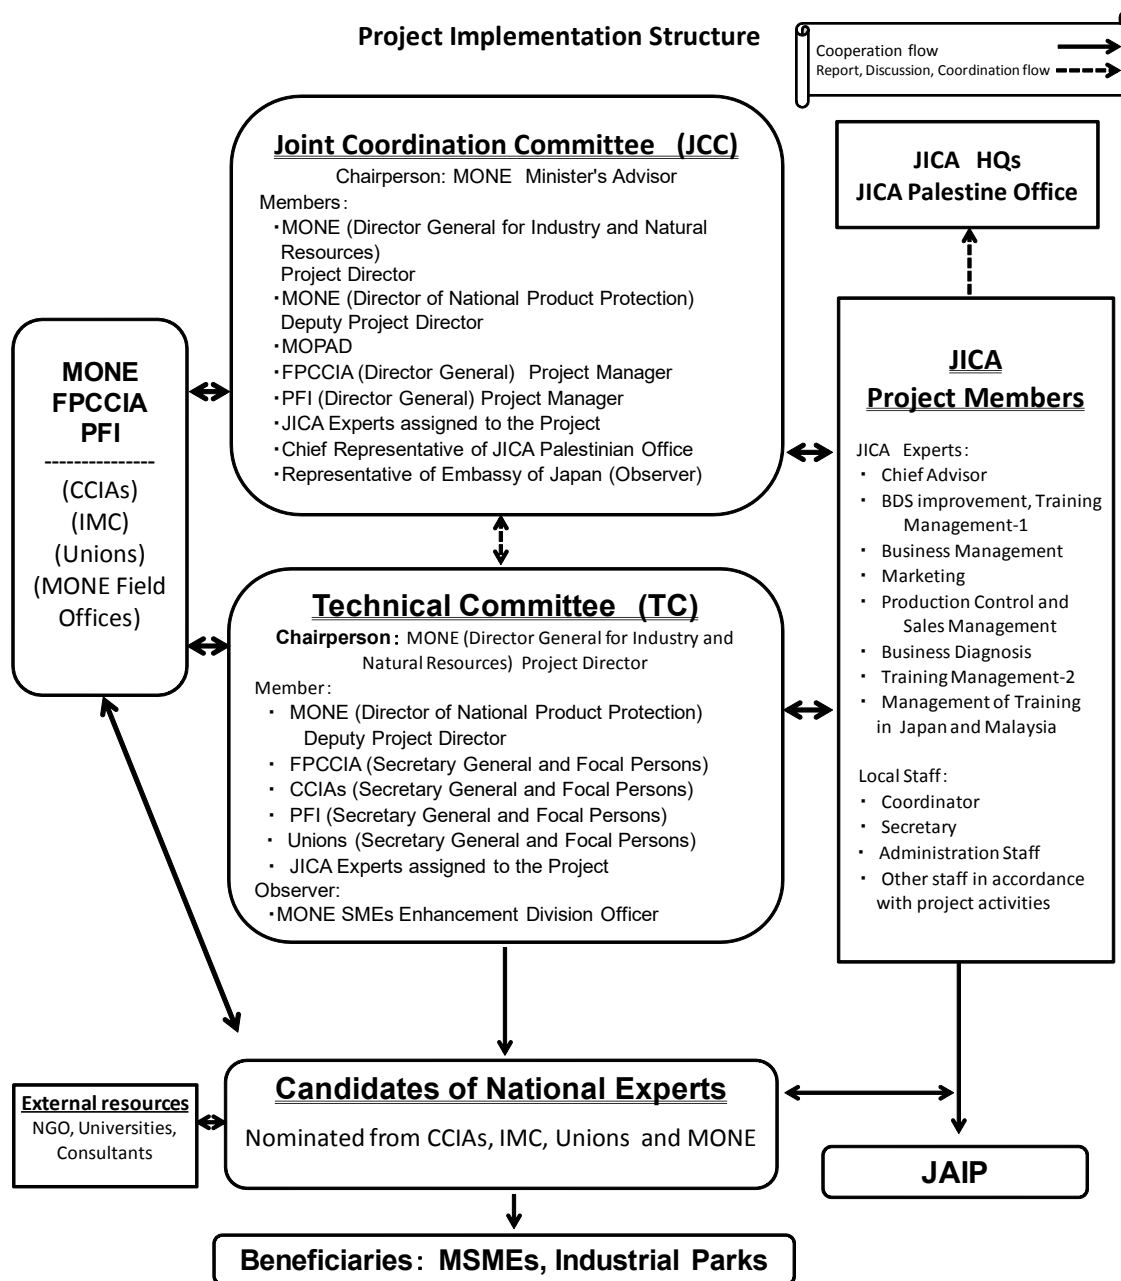 Project Implementation Structure
Cooperation flow
Report, Discussion, Coordination flow
Joint Coordination Committee (JCC)
Chairperson: MONE Minister's Advisor
Members:
・MONE (Director General for Industry and Natural
Resources)
Project Director
・MONE (Director of National Product Protection)
Deputy Project Director
・MOPAD
・FPCCIA (Director General) Project Manager
・PFI (Director General) Project Manager
・JICA Experts assigned to the Project
・Chief Representative of JICA Palestinian Office
・Representative of Embassy of Japan (Observer)
JICA HQs
JICA Palestine Office
MONE
FPCCIA
PFI
---------------
(CCIAs)
(IMC)
(Unions)
(MONE Field
Offices)
JICA
Project Members
JICA Experts:
・ Chief Advisor
・ BDS improvement, Training
Management-1
・ Business Management
・ Marketing
・ Production Control and
Sales Management
・ Business Diagnosis
・ Training Management-2
・ Management of Training
in Japan and Malaysia
Local Staff:
・ Coordinator
・ Secretary
・ Administration Staff
・ Other staff in accordance
with project activities
Technical Committee (TC)
Chairperson: MONE (Director General for Industry and
Natural Resources) Project Director
Member:
・ MONE (Director of National Product Protection)
Deputy Project Director
・ FPCCIA (Secretary General and Focal Persons)
・ CCIAs (Secretary General and Focal Persons)
・ PFI (Secretary General and Focal Persons)
・ Unions (Secretary General and Focal Persons)
・ JICA Experts assigned to the Project
Observer:
・MONE SMEs Enhancement Division Officer
Candidates of National Experts
Nominated from CCIAs, IMC, Unions and MONE
External resources
NGO, Universities,
Consultants
JAIP
Beneficiaries: MSMEs, Industrial Parks